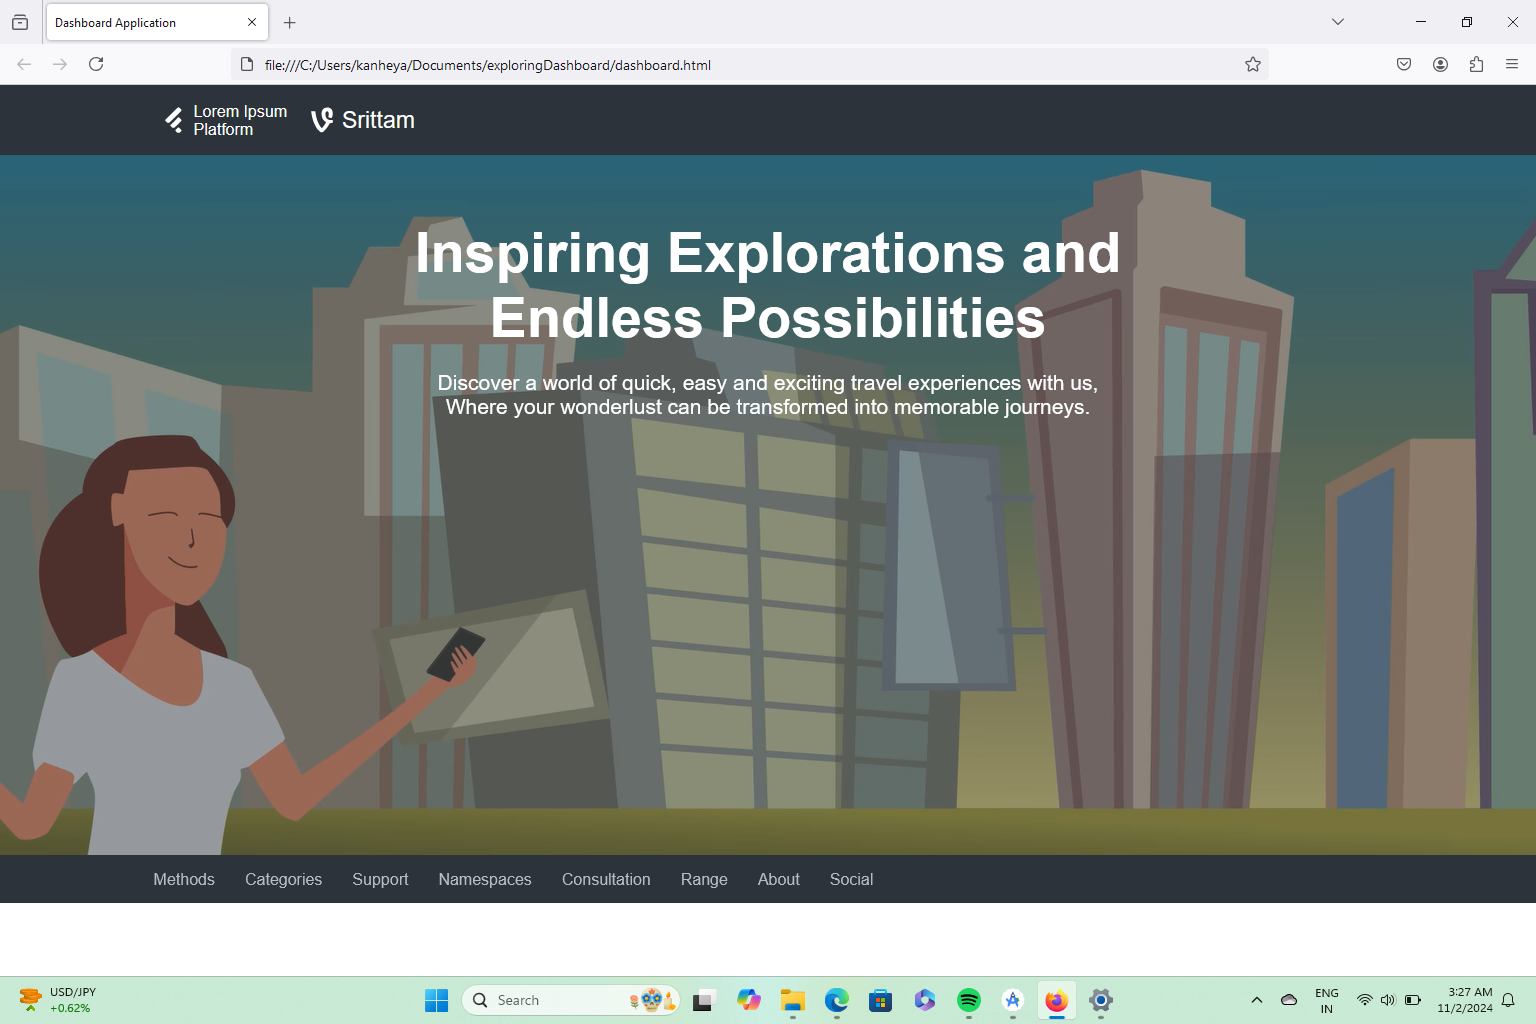 Dashboard Application
file:///C:/Users/kanheya/Documents/exploringDashboard/dashboard.html
Lorem Ipsum
Platform
Srittam
Inspiring Explorations and
Endless Possibilities
Discover a world of quick, easy and exciting travel experiences with us,
Where your wonderlust can be transformed into memorable journeys.
Methods Categories Support Namespaces Consultation Range About Social
USD/JPY
+0.62%
Search
ENG
IN
3:27 AM
11/2/2024